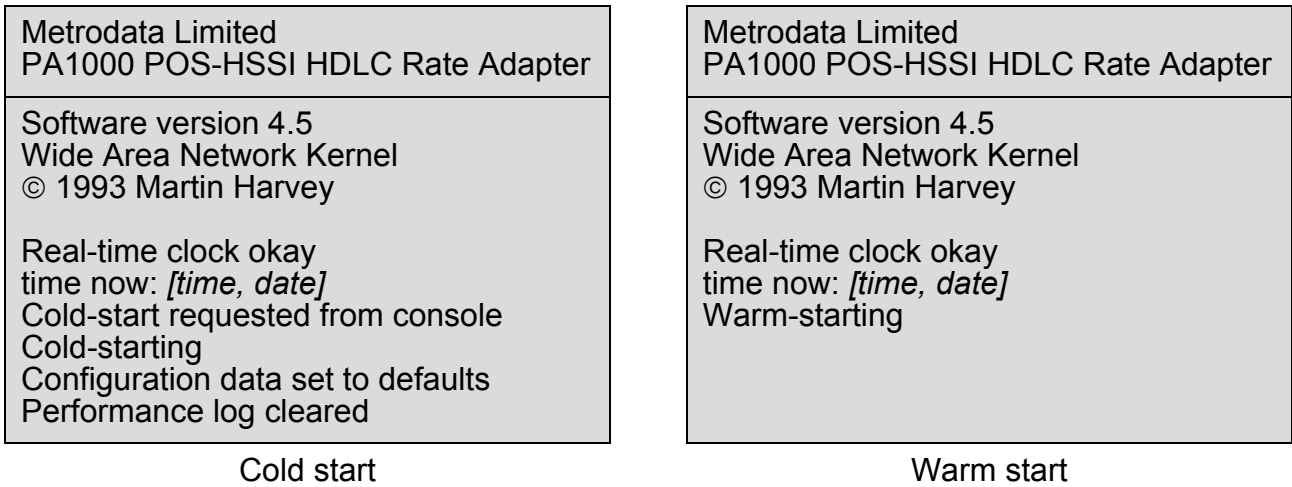 Metrodata Limited
PA1000 POS-HSSI HDLC Rate Adapter
Software version 4.5
Wide Area Network Kernel
© 1993 Martin Harvey
Real-time clock okay
time now: [time, date]
Cold-start requested from console
Cold-starting
Configuration data set to defaults
Performance log cleared
Cold start
Metrodata Limited
PA1000 POS-HSSI HDLC Rate Adapter
Software version 4.5
Wide Area Network Kernel
© 1993 Martin Harvey
Real-time clock okay
time now: [time, date]
Warm-starting
Warm start